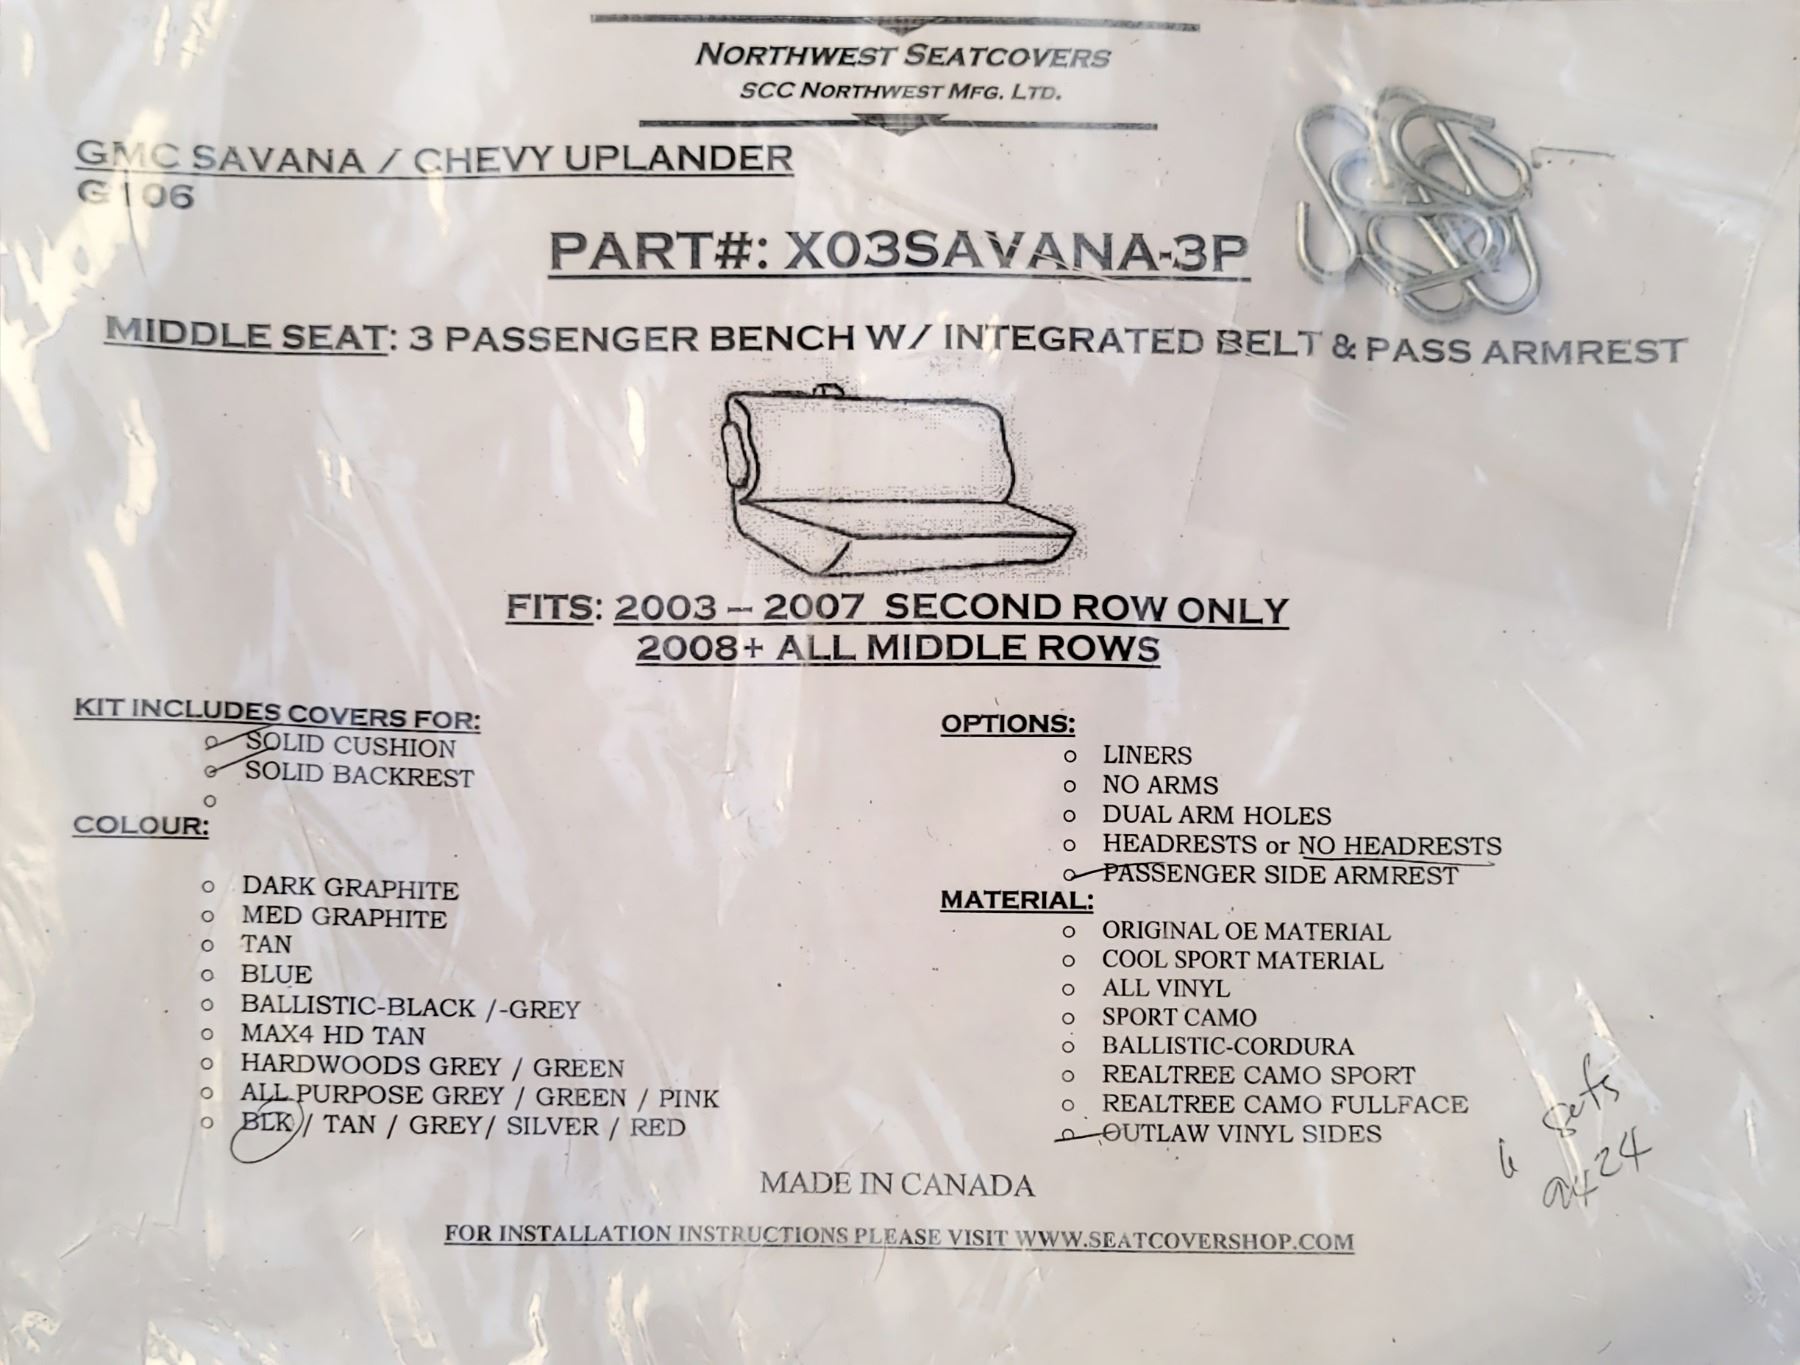 NORTHWEST SEATCOVERS
SCC NORTHWEST MFG. LTD.
GMC SAVANA / CHEVY UPLANDER
G106
PART#: X03SAVANA-3P
MIDDLE SEAT: 3 PASSENGER BENCH W/ INTEGRATED BELT & PASS ARMREST
FITS: 2003 – 2007 SECOND ROW ONLY
2008+ ALL MIDDLE ROWS
KIT INCLUDES COVERS FOR:
SOLID CUSHION
SOLID BACKREST
COLOUR:
DARK GRAPHITE
MED GRAPHITE
TAN
BLUE
BALLISTIC-BLACK /-GREY
MAX4 HD TAN
HARDWOODS GREY / GREEN
ALL PURPOSE GREY / GREEN / PINK
BLK / TAN / GREY/ SILVER / RED
OPTIONS:
LINERS
NO ARMS
DUAL ARM HOLES
HEADRESTS or NO HEADRESTS
PASSENGER SIDE ARMREST
MATERIAL:
ORIGINAL OE MATERIAL
COOL SPORT MATERIAL
ALL VINYL
SPORT CAMO
BALLISTIC-CORDURA
REALTREE CAMO SPORT
REALTREE CAMO FULLFACE
OUTLAW VINYL SIDES
6 Sets
24
MADE IN CANADA
FOR INSTALLATION INSTRUCTIONS PLEASE VISIT WWW.SEATCOVERSHOP.COM